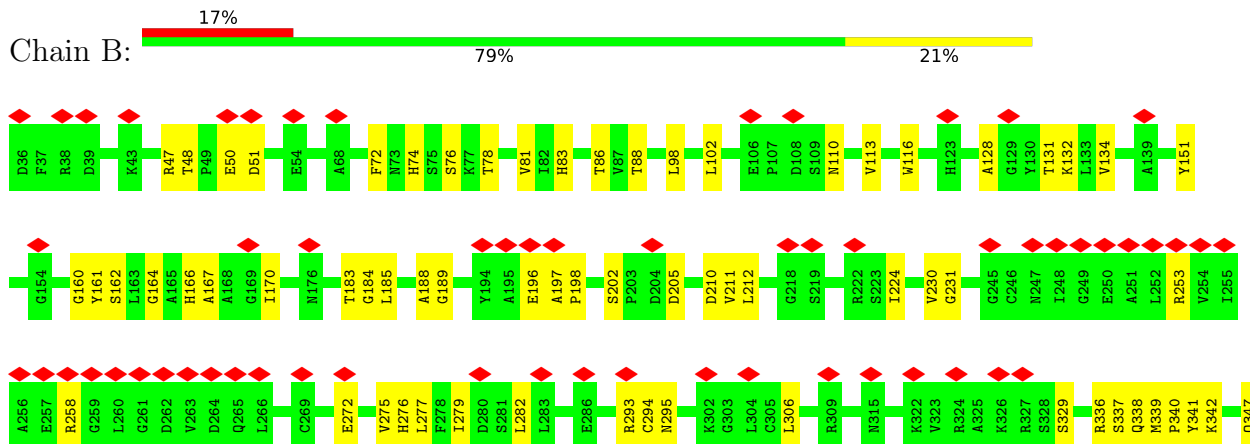 17%
Chain B:
79% 21%
D36 F37 R38 D39 K43 R47 T48 P49 E50 D51 E54 A68 F72 N73 H74 S75 S76 K77 T78 V81 I82 H83 T86 V87 T88 L98 L102 E106 P107 D108 S109 N110 V113 W116 H123 A128 G129 Y130 T131 K132 L133 V134 A139 Y151
G154 G160 Y161 S162 L163 G164 A165 H166 A167 A168 G169 I170 N176 T183 G184 L185 A188 G189 Y194 A195 E196 A197 P198 S202 P203 D204 D205 D210 V211 L212 G218 S219 R222 S223 I224 V230 G231 G245 C246 N247 I248 G249 E250 A251 L252 R253 V254 I255
A256 E257 R258 G259 L260 G261 D262 V263 D264 Q265 L266 C269 E272 V275 H276 L277 F278 I279 D280 S281 L282 L283 E286 R293 C294 N295 K302 G303 L304 C305 L306 R309 N315 K322 V323 R324 A325 K326 R327 S328 S329 R336 S337 Q338 M339 P340 Y341 K342